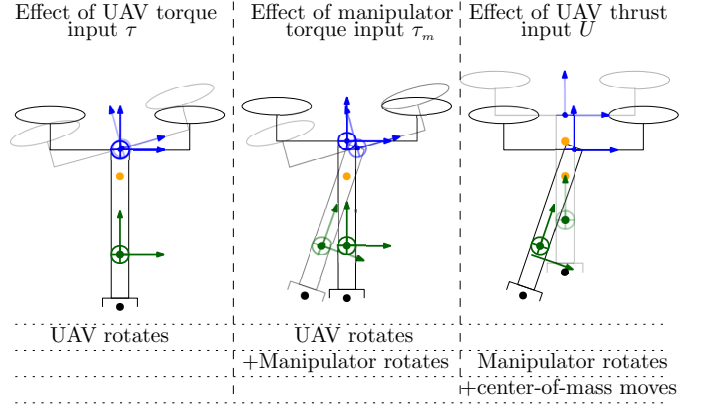 Effect of UAV torque
input τ
Effect of manipulator
torque input τₘ
Effect of UAV thrust
input U
UAV rotates
UAV rotates
+Manipulator rotates
Manipulator rotates
+center-of-mass moves